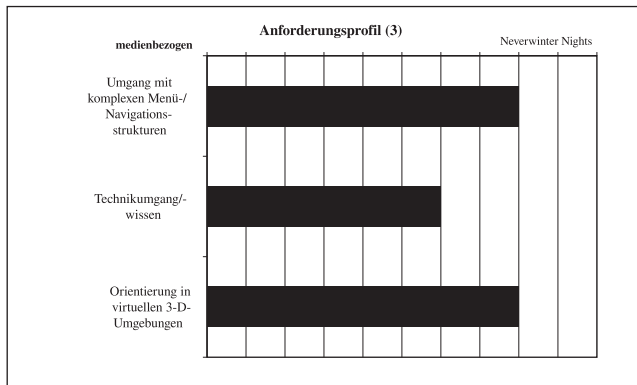 Anforderungsprofil (3)
medienbezogen
Neverwinter Nights
Umgang mit
komplexen Menü-/
Navigations-
strukturen
Technikumgang/-
wissen
Orientierung in
virtuellen 3-D-
Umgebungen